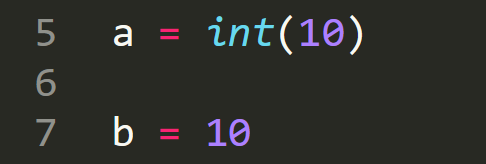 5 a = int(10)
6
7 b = 10